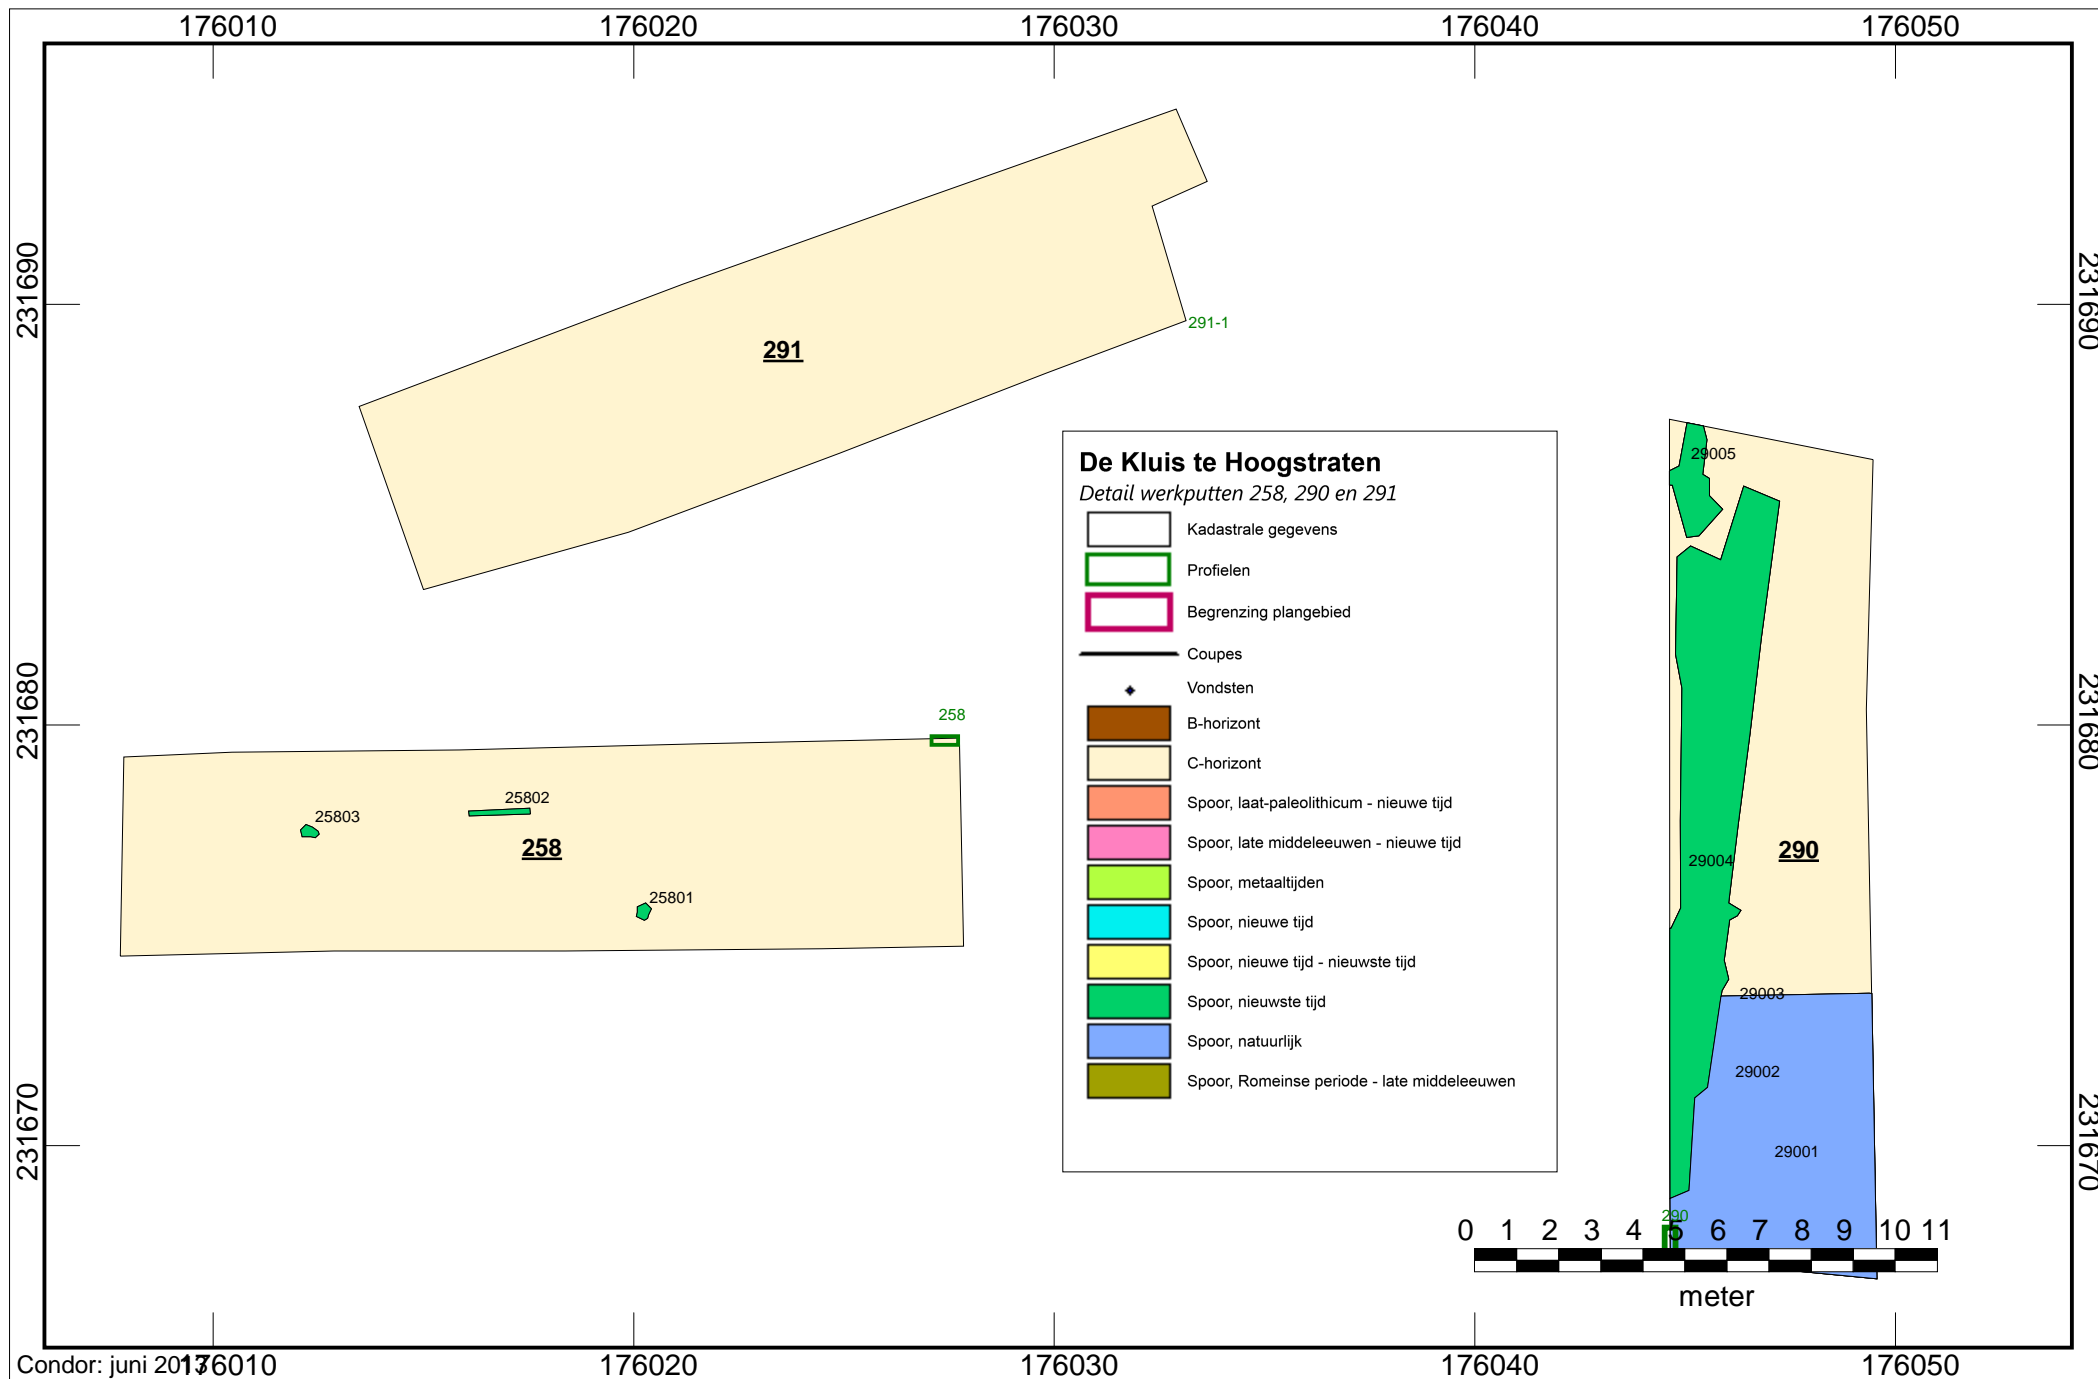 176010 176020 176030 176040 176050
231690
231690
291
291-1
29005
De Kluis te Hoogstraten
Detail werkputten 258, 290 en 291
Kadastrale gegevens
Profielen
Begrenzing plangebied
Coupes
Vondsten
B-horizont
C-horizont
Spoor, laat-paleolithicum - nieuwe tijd
Spoor, late middeleeuwen - nieuwe tijd
Spoor, metaaltijden
Spoor, nieuwe tijd
Spoor, nieuwe tijd - nieuwste tijd
Spoor, nieuwste tijd
Spoor, natuurlijk
Spoor, Romeinse periode - late middeleeuwen
231680
231680
258
25802
25803
258
25801
29004
290
29003
29002
29001
231670
231670
290
0 1 2 3 4 5 6 7 8 9 10 11
meter
Condor: juni 2013
176010 176020 176030 176040 176050